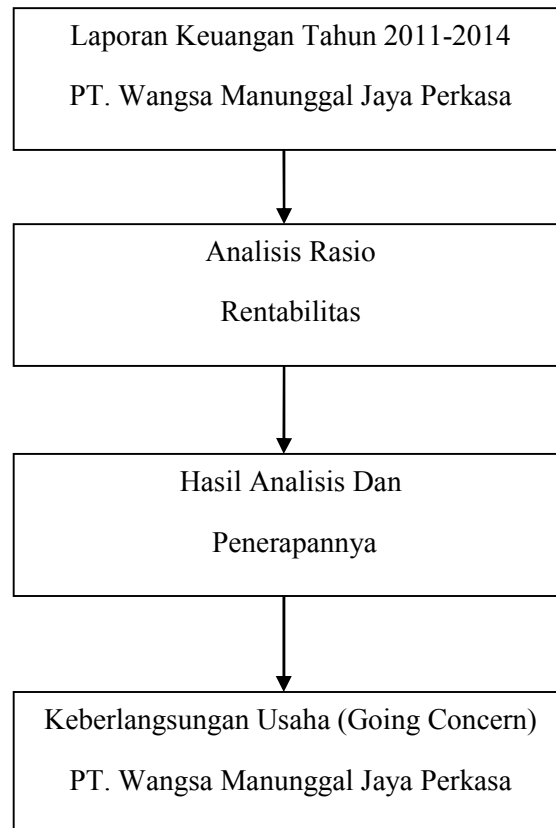 Laporan Keuangan Tahun 2011-2014
PT. Wangsa Manunggal Jaya Perkasa
Analisis Rasio
Rentabilitas
Hasil Analisis Dan
Penerapannya
Keberlangsungan Usaha (Going Concern)
PT. Wangsa Manunggal Jaya Perkasa